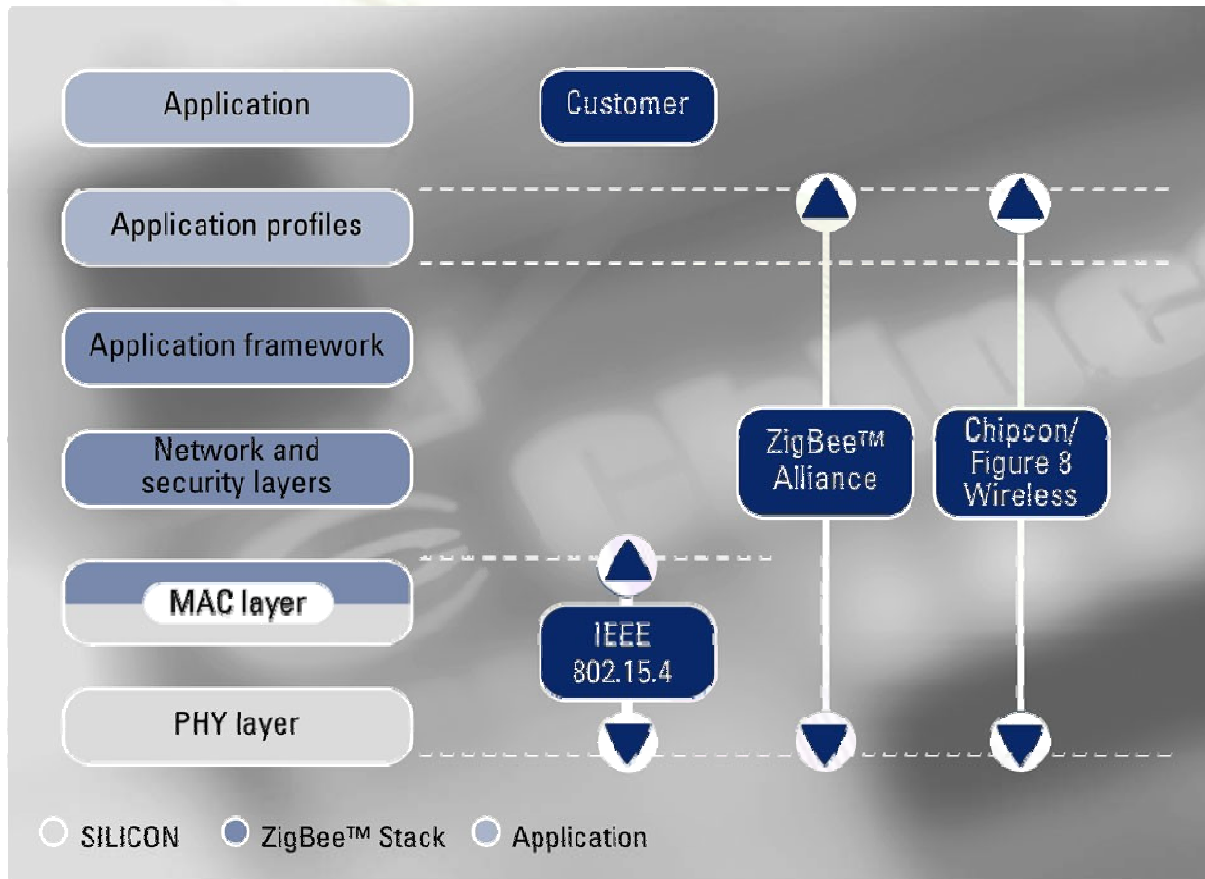 Application
Customer
Application profiles
Application framework
Network and
security layers
ZigBee™
Alliance
Chipcon/
Figure 8
Wireless
MAC layer
IEEE
802.15.4
PHY layer
SILICON
ZigBee™ Stack
Application